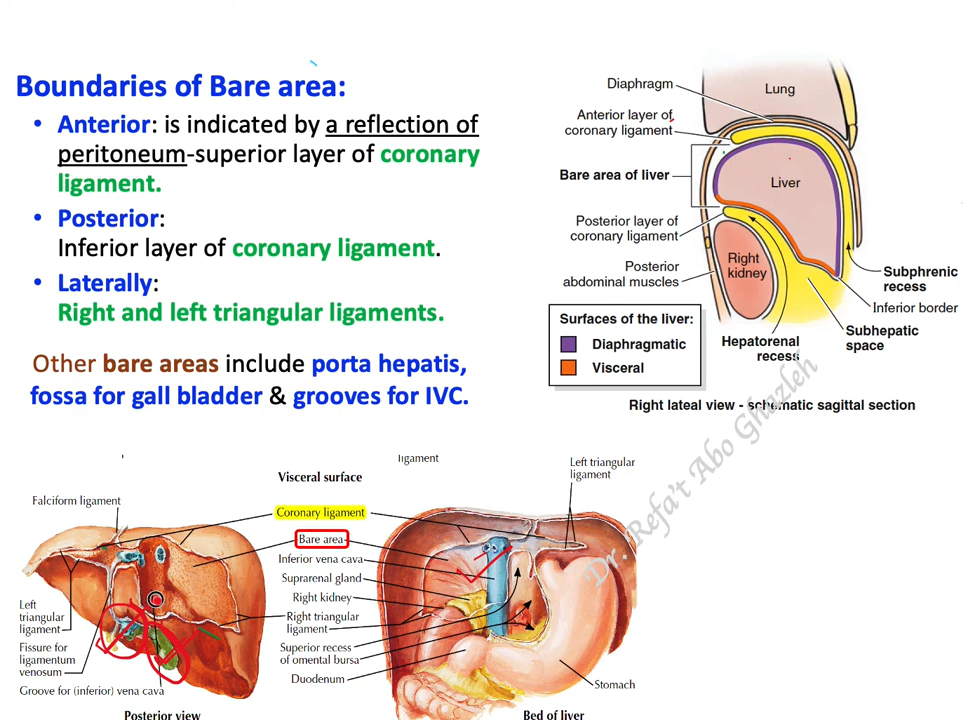 Boundaries of Bare area:
• Anterior: is indicated by a reflection of
peritoneum-superior layer of coronary
ligament.
• Posterior:
Inferior layer of coronary ligament.
• Laterally:
Right and left triangular ligaments.
Other bare areas include porta hepatis,
fossa for gall bladder & grooves for IVC.
Diaphragm
Anterior layer of
coronary ligament
Bare area of liver
Posterior layer of
coronary ligament
Posterior
abdominal muscles
Lung
Liver
Right
kidney
Subphrenic
recess
Inferior border
Subhepatic
space
Hepatorenal
recess
Surfaces of the liver:
Diaphragmatic
Visceral
Right lateal view - schematic sagittal section
Dr. Refa't Abo Ghazleh
ligament
Visceral surface
Left triangular
ligament
Falciform ligament
Coronary ligament
Bare area
Inferior vena cava
Suprarenal gland
Right kidney
Right triangular
ligament
Superior recess
of omental bursa
Duodenum
Left
triangular
ligament
Fissure for
ligamentum
venosum
Groove for (inferior) vena cava
Stomach
Posterior view
Bed of liver